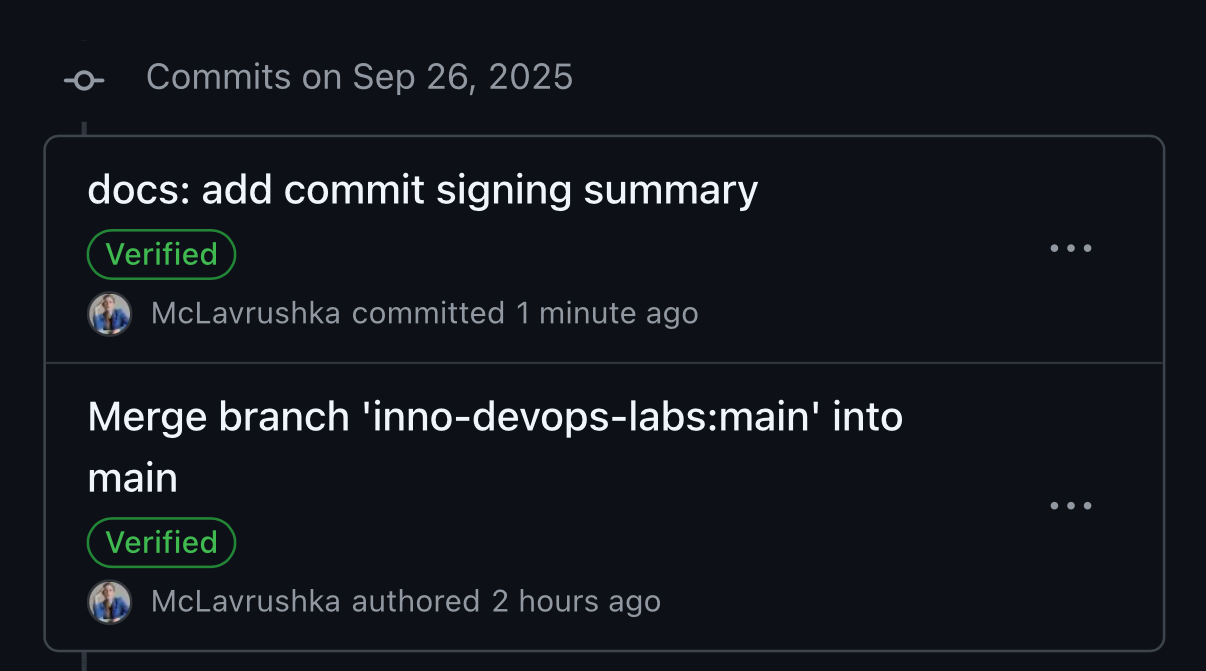 Commits on Sep 26, 2025
docs: add commit signing summary
Verified
McLavrushka committed 1 minute ago
Merge branch 'inno-devops-labs:main' into
main
Verified
McLavrushka authored 2 hours ago